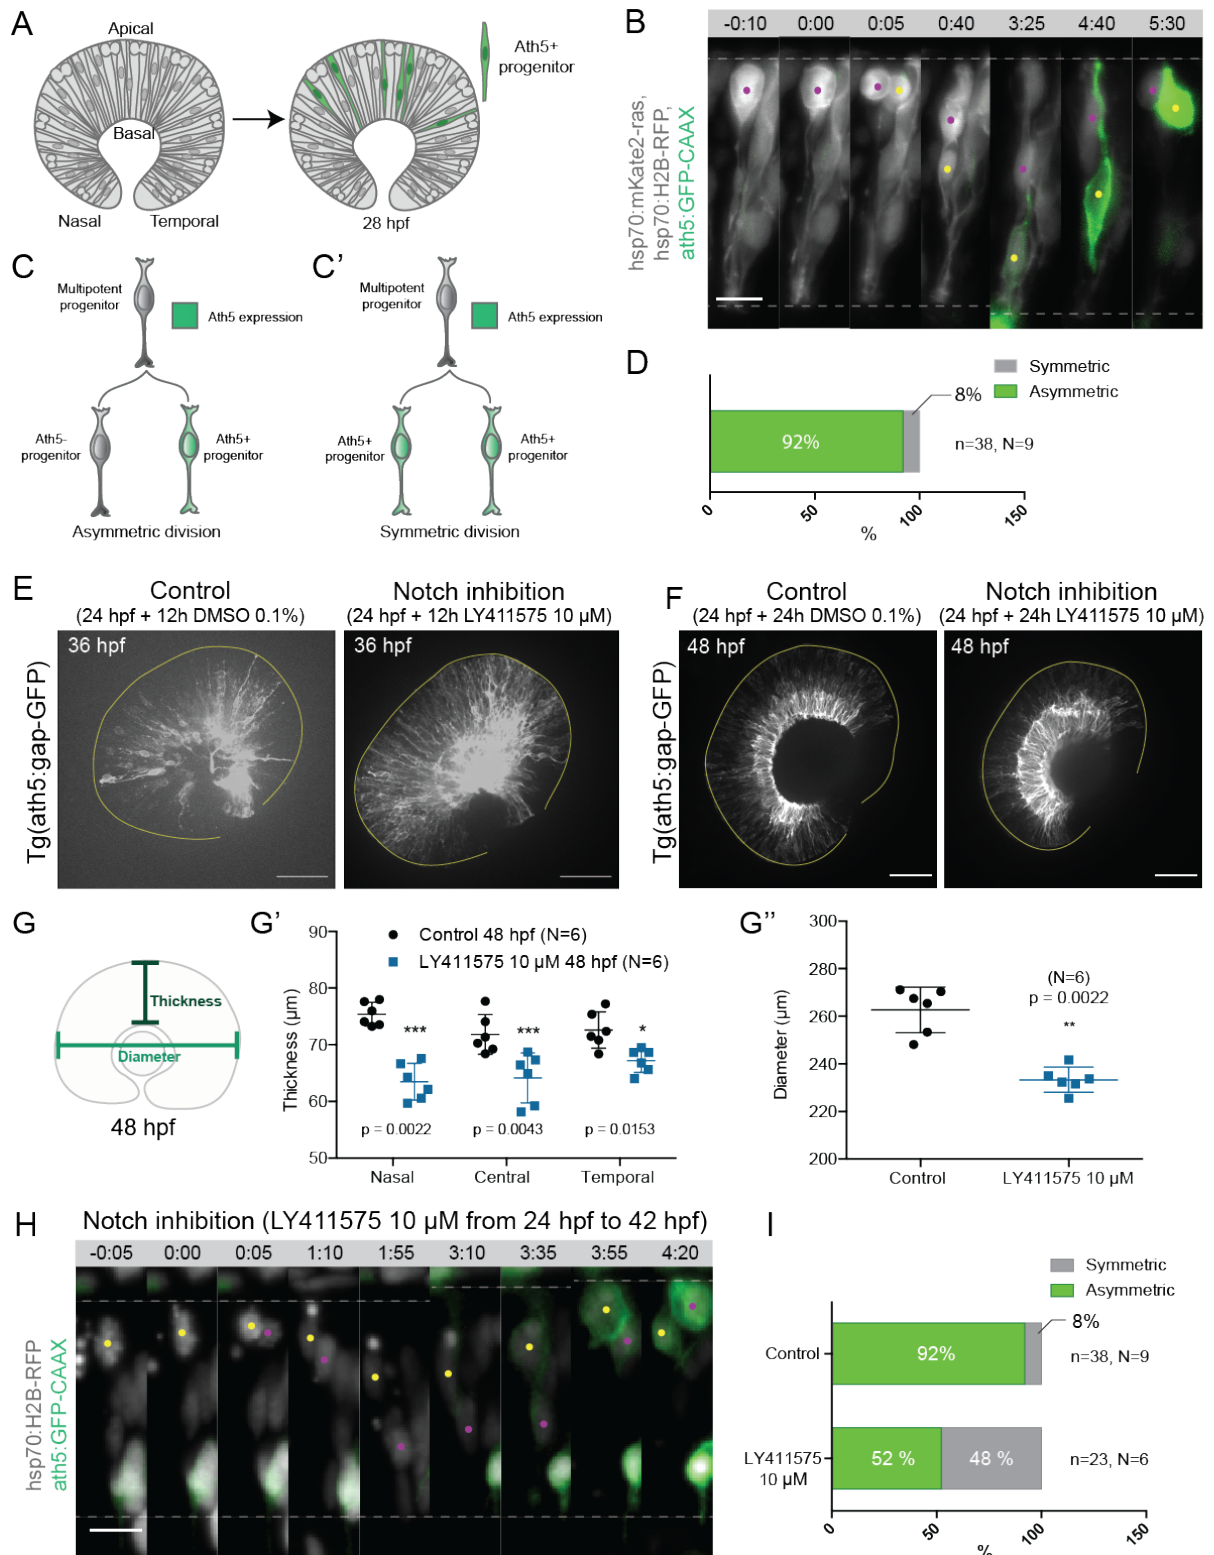 A
Apical
Basal
Nasal
Temporal
28 hpf
Ath5+
progenitor
B
-0:10 0:00 0:05 0:40 3:25 4:40 5:30
hsp70:mKate2-ras,
hsp70:H2B-RFP,
ath5:GFP-CAAX
C
Multipotent
progenitor
Ath5 expression
Ath5-
progenitor
Ath5+
progenitor
Asymmetric division
C'
Multipotent
progenitor
Ath5 expression
Ath5+
progenitor
Ath5+
progenitor
Symmetric division
D
Symmetric
Asymmetric
8%
92%
n=38, N=9
0 50 100 150
%
E
Control
(24 hpf + 12h DMSO 0.1%)
36 hpf
Notch inhibition
(24 hpf + 12h LY411575 10 µM)
36 hpf
Tg(ath5:gap-GFP)
F
Control
(24 hpf + 24h DMSO 0.1%)
48 hpf
Notch inhibition
(24 hpf + 24h LY411575 10 µM)
48 hpf
Tg(ath5:gap-GFP)
G
Thickness
Diameter
48 hpf
G'
Control 48 hpf (N=6)
LY411575 10 µM 48 hpf (N=6)
Thickness (µm)
90
80
70
60
50
*** *** *
p = 0.0022 p = 0.0043 p = 0.0153
Nasal Central Temporal
G''
Diameter (µm)
300
280
260
240
220
200
(N=6)
p = 0.0022
**
Control LY411575 10 µM
H
Notch inhibition (LY411575 10 µM from 24 hpf to 42 hpf)
-0:05 0:00 0:05 1:10 1:55 3:10 3:35 3:55 4:20
hsp70:H2B-RFP
ath5:GFP-CAAX
I
Symmetric
Asymmetric
8%
Control
92%
n=38, N=9
LY411575
10 µM
52 % 48 %
n=23, N=6
0 50 100 150
%